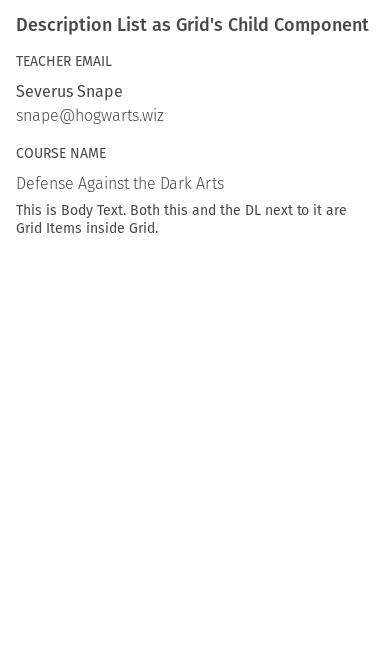 Description List as Grid's Child Component
TEACHER EMAIL
Severus Snape
snape@hogwarts.wiz
COURSE NAME
Defense Against the Dark Arts
This is Body Text. Both this and the DL next to it are
Grid Items inside Grid.